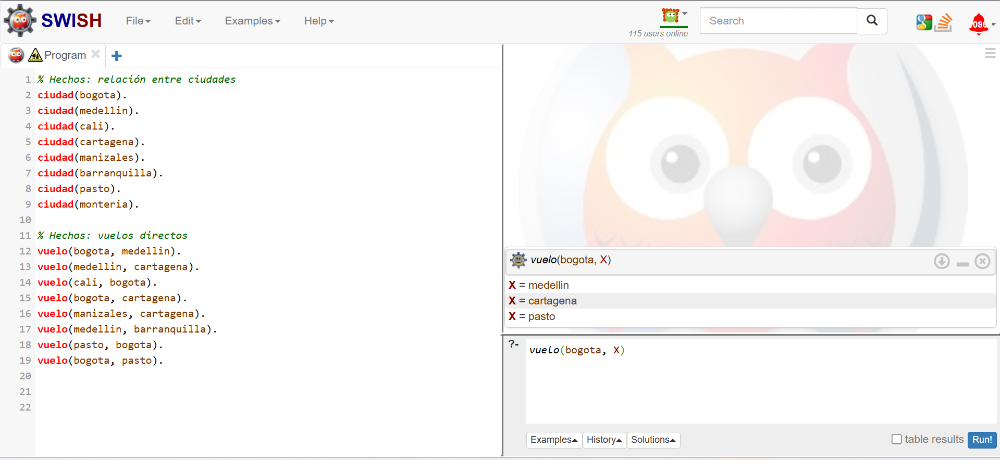 SWISH File Edit Examples Help 115 users online Search
Program
1 % Hechos: relación entre ciudades
2 ciudad(bogota).
3 ciudad(medellin).
4 ciudad(cali).
5 ciudad(cartagena).
6 ciudad(manizales).
7 ciudad(barranquilla).
8 ciudad(pasto).
9 ciudad(monteria).
10
11 % Hechos: vuelos directos
12 vuelo(bogota, medellin).
13 vuelo(medellin, cartagena).
14 vuelo(cali, bogota).
15 vuelo(bogota, cartagena).
16 vuelo(manizales, cartagena).
17 vuelo(medellin, barranquilla).
18 vuelo(pasto, bogota).
19 vuelo(bogota, pasto).
20
21
22
vuelo(bogota, X)
X = medellin
X = cartagena
X = pasto
?- vuelo(bogota, X)
Examples History Solutions table results Run!